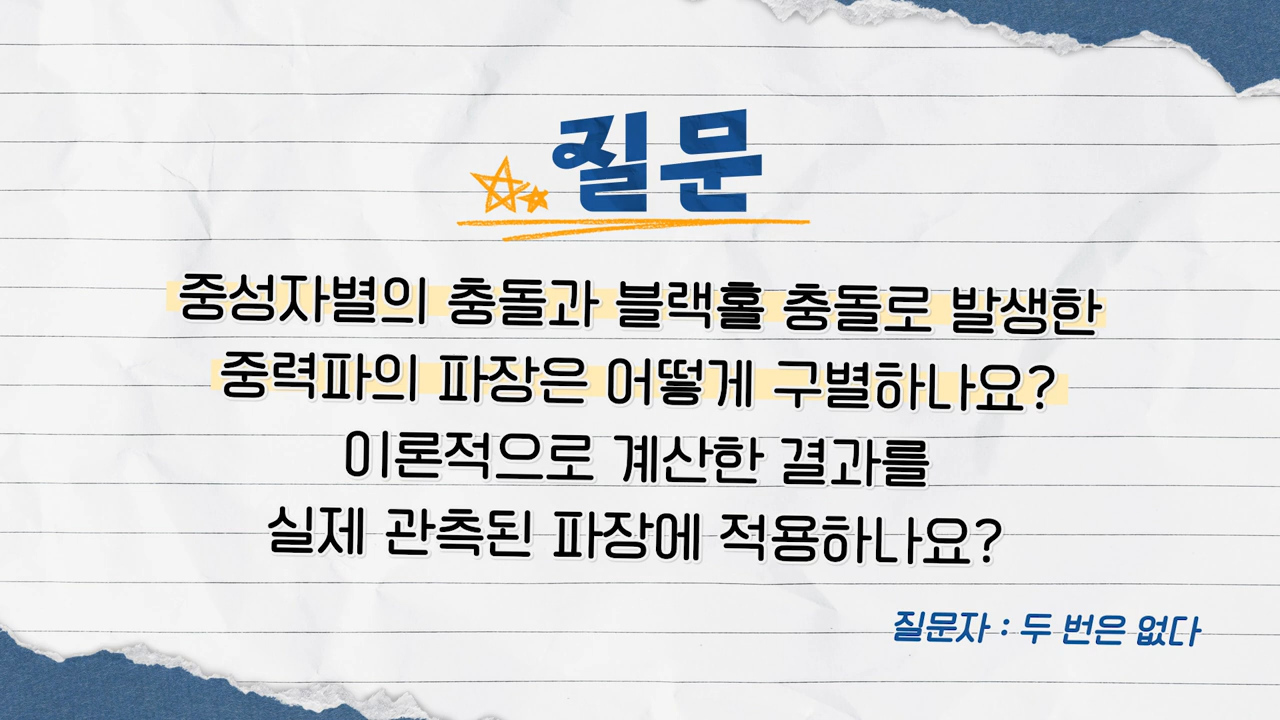 질문
중성자별의 충돌과 블랙홀 충돌로 발생한
중력파의 파장은 어떻게 구별하나요?
이론적으로 계산한 결과를
실제 관측된 파장에 적용하나요?
질문자 : 두 번은 없다